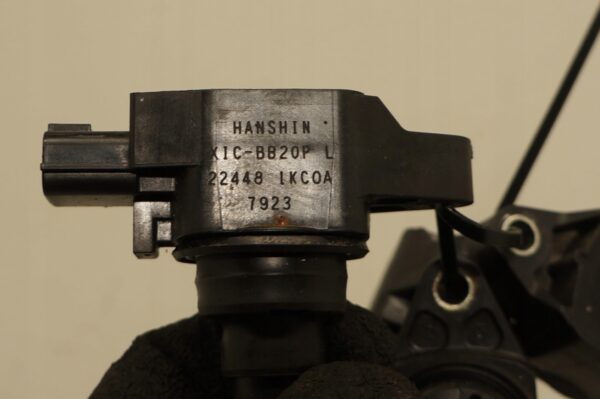 HANSHIN
XIC-BB20P L
22448 1KC0A
7923